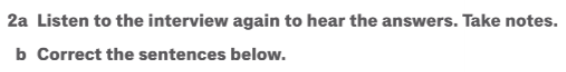 2a Listen to the interview again to hear the answers. Take notes.
b Correct the sentences below.